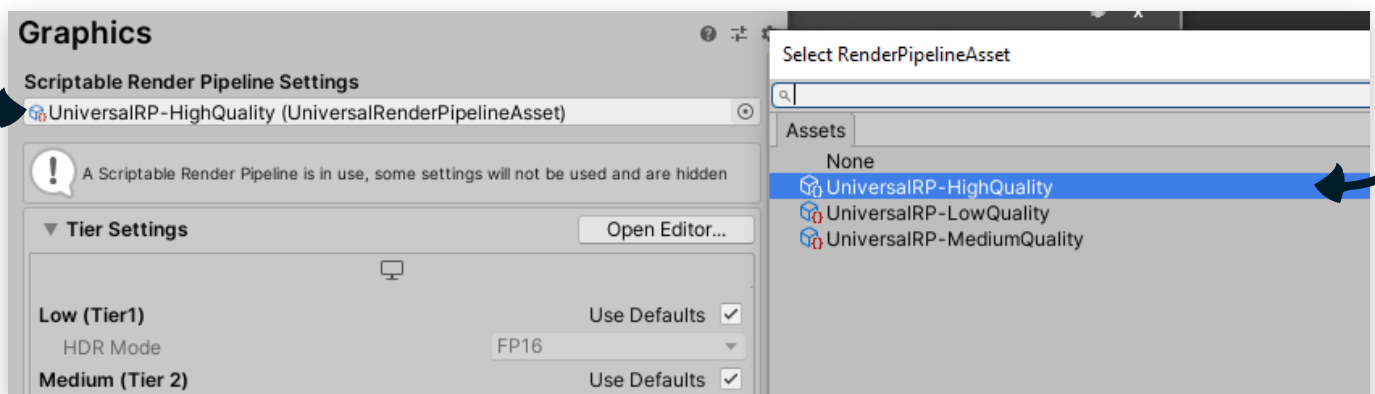 Graphics
Scriptable Render Pipeline Settings
UniversalRP-HighQuality (UniversalRenderPipelineAsset)
A Scriptable Render Pipeline is in use, some settings will not be used and are hidden
Tier Settings
Open Editor...
Low (Tier1)
Use Defaults
HDR Mode
FP16
Medium (Tier 2)
Use Defaults
Select RenderPipelineAsset
Assets
None
UniversalRP-HighQuality
UniversalRP-LowQuality
UniversalRP-MediumQuality